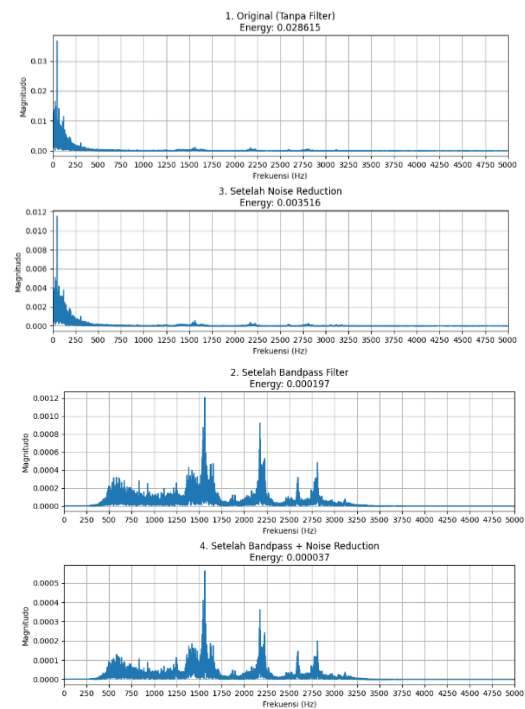 1. Original (Tanpa Filter)
Energy: 0.028615
Magnitudo
0.03
0.02
0.01
0.00
0 250 500 750 1000 1250 1500 1750 2000 2250 2500 2750 3000 3250 3500 3750 4000 4250 4500 4750 5000
Frekuensi (Hz)
3. Setelah Noise Reduction
Energy: 0.003516
Magnitudo
0.012
0.010
0.008
0.006
0.004
0.002
0.000
0 250 500 750 1000 1250 1500 1750 2000 2250 2500 2750 3000 3250 3500 3750 4000 4250 4500 4750 5000
Frekuensi (Hz)
2. Setelah Bandpass Filter
Energy: 0.000197
Magnitudo
0.0012
0.0010
0.0008
0.0006
0.0004
0.0002
0.0000
0 250 500 750 1000 1250 1500 1750 2000 2250 2500 2750 3000 3250 3500 3750 4000 4250 4500 4750 5000
Frekuensi (Hz)
4. Setelah Bandpass + Noise Reduction
Energy: 0.000037
Magnitudo
0.0005
0.0004
0.0003
0.0002
0.0001
0.0000
0 250 500 750 1000 1250 1500 1750 2000 2250 2500 2750 3000 3250 3500 3750 4000 4250 4500 4750 5000
Frekuensi (Hz)